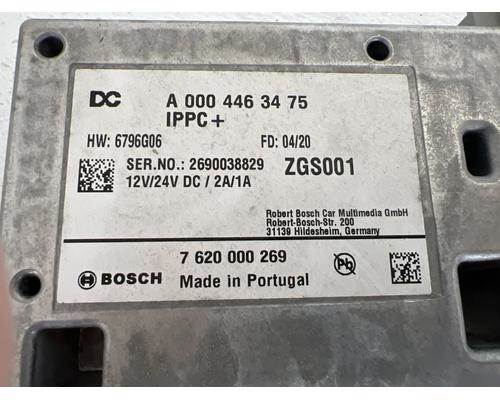 DC A 000 446 34 75
IPPC+
HW: 6796G06 FD: 04/20
SER.NO.: 2690038829 ZGS001
12V/24V DC / 2A/1A
Robert Bosch Car Multimedia GmbH
Robert-Bosch-Str. 200
31139 Hildesheim, Germany
7 620 000 269
BOSCH Made in Portugal
Pb